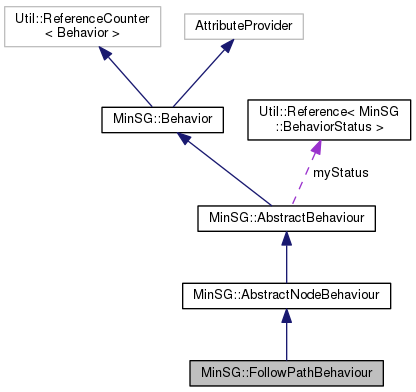 Util::ReferenceCounter
< Behavior >
AttributeProvider
MinSG::Behavior
Util::Reference< MinSG
::BehaviorStatus >
myStatus
MinSG::AbstractBehaviour
MinSG::AbstractNodeBehaviour
MinSG::FollowPathBehaviour